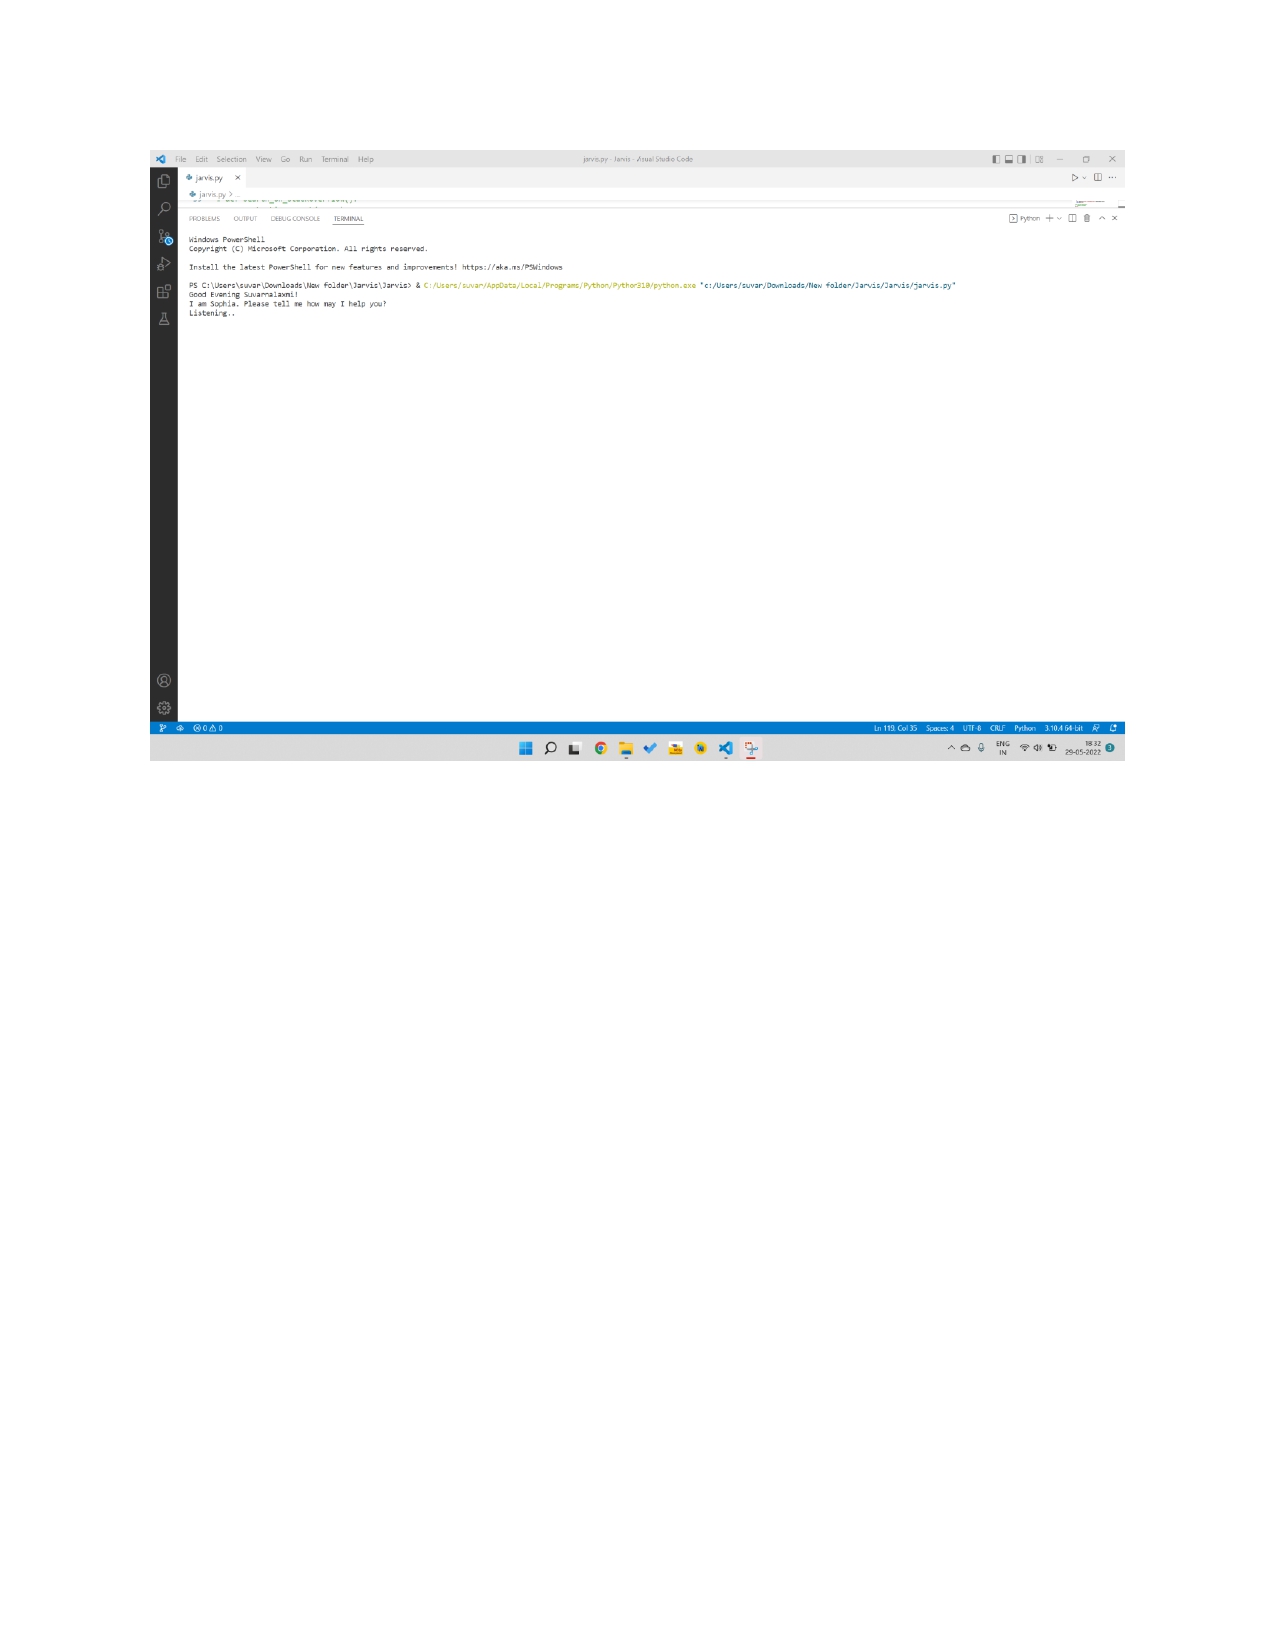 File Edit Selection View Go Run Terminal Help jarvis.py - Jarvis - Visual Studio Code
jarvis.py
jarvis.py >
PROBLEMS OUTPUT DEBUG CONSOLE TERMINAL Python
Windows PowerShell
Copyright (C) Microsoft Corporation. All rights reserved.
Install the latest PowerShell for new features and improvements! https://aka.ms/PSWindows
PS C:\Users\suvar\Downloads\New folder\Jarvis\Jarvis> & C:/Users/suvar/AppData/Local/Programs/Python/Python310/python.exe "c:/Users/suvar/Downloads/New folder/Jarvis/Jarvis/jarvis.py"
Good Evening Suvarnalaxmi!
I am Sophia. Please tell me how may I help you?
Listening..
0 0 Ln 119, Col 35 Spaces: 4 UTF-8 CRLF Python 3.10.4 64-bit
ENG 18:32
IN 29-05-2022 3